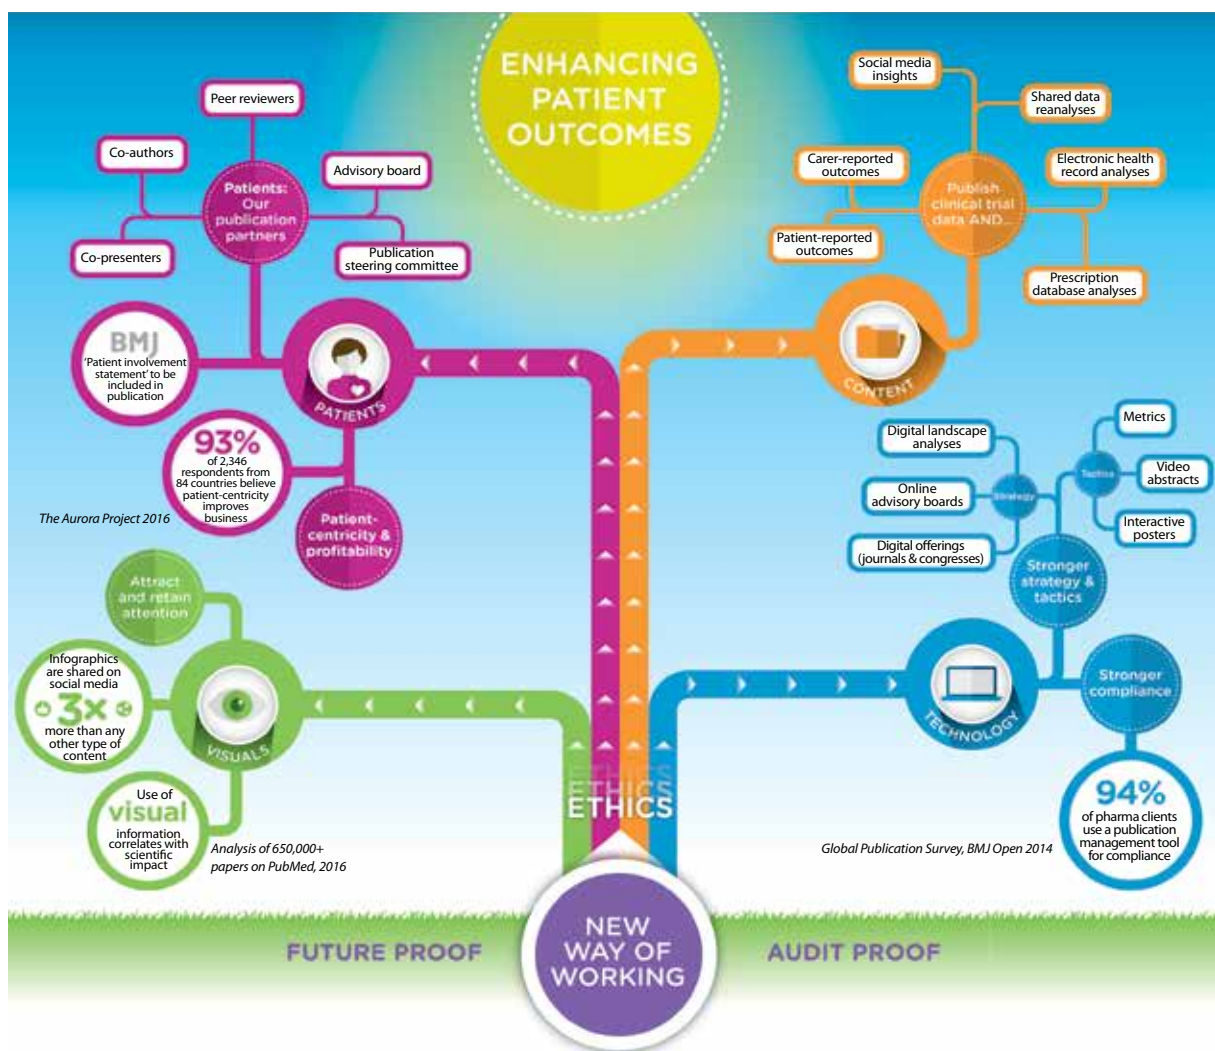 ENHANCING
PATIENT
OUTCOMES
Peer reviewers
Co-authors
Advisory board
Patients:
Our
publication
partners
Co-presenters
Publication
steering committee
BMJ
'Patient involvement
statement' to be
included in
publication
PATIENTS
93%
of 2,346
respondents from
84 countries believe
patient-centricity
improves
business
The Aurora Project 2016
Patient-
centricity &
profitability
Social media
insights
Shared data
reanalyses
Carer-reported
outcomes
Electronic health
record analyses
Publish
clinical trial
data AND...
Patient-reported
outcomes
Prescription
database analyses
CONTENT
Digital landscape
analyses
Online
advisory boards
Digital offerings
(journals & congresses)
Strategy
Tactics
Metrics
Video
abstracts
Interactive
posters
Stronger
strategy &
tactics
Stronger
compliance
TECHNOLOGY
94%
of pharma clients
use a publication
management tool
for compliance
Global Publication Survey, BMJ Open 2014
Attract
and retain
attention
Infographics
are shared on
social media
3x
more than any
other type of
content
VISUALS
Use of
visual
information
correlates with
scientific
impact
Analysis of 650,000+
papers on PubMed, 2016
ETHICS
ETHICS
ETHICS
NEW
WAY OF
WORKING
FUTURE PROOF
AUDIT PROOF